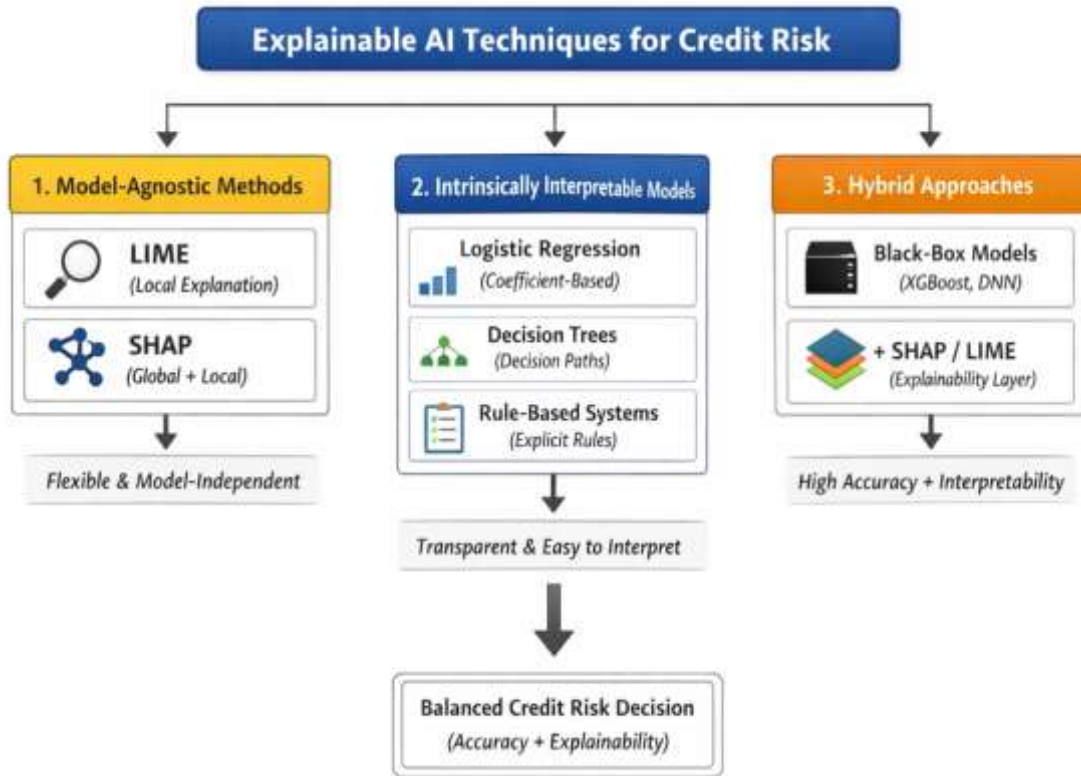 Explainable AI Techniques for Credit Risk
1. Model-Agnostic Methods
LIME
(Local Explanation)
SHAP
(Global + Local)
Flexible & Model-Independent
2. Intrinsically Interpretable Models
Logistic Regression
(Coefficient-Based)
Decision Trees
(Decision Paths)
Rule-Based Systems
(Explicit Rules)
Transparent & Easy to Interpret
3. Hybrid Approaches
Black-Box Models
(XGBoost, DNN)
+ SHAP / LIME
(Explainability Layer)
High Accuracy + Interpretability
Balanced Credit Risk Decision
(Accuracy + Explainability)